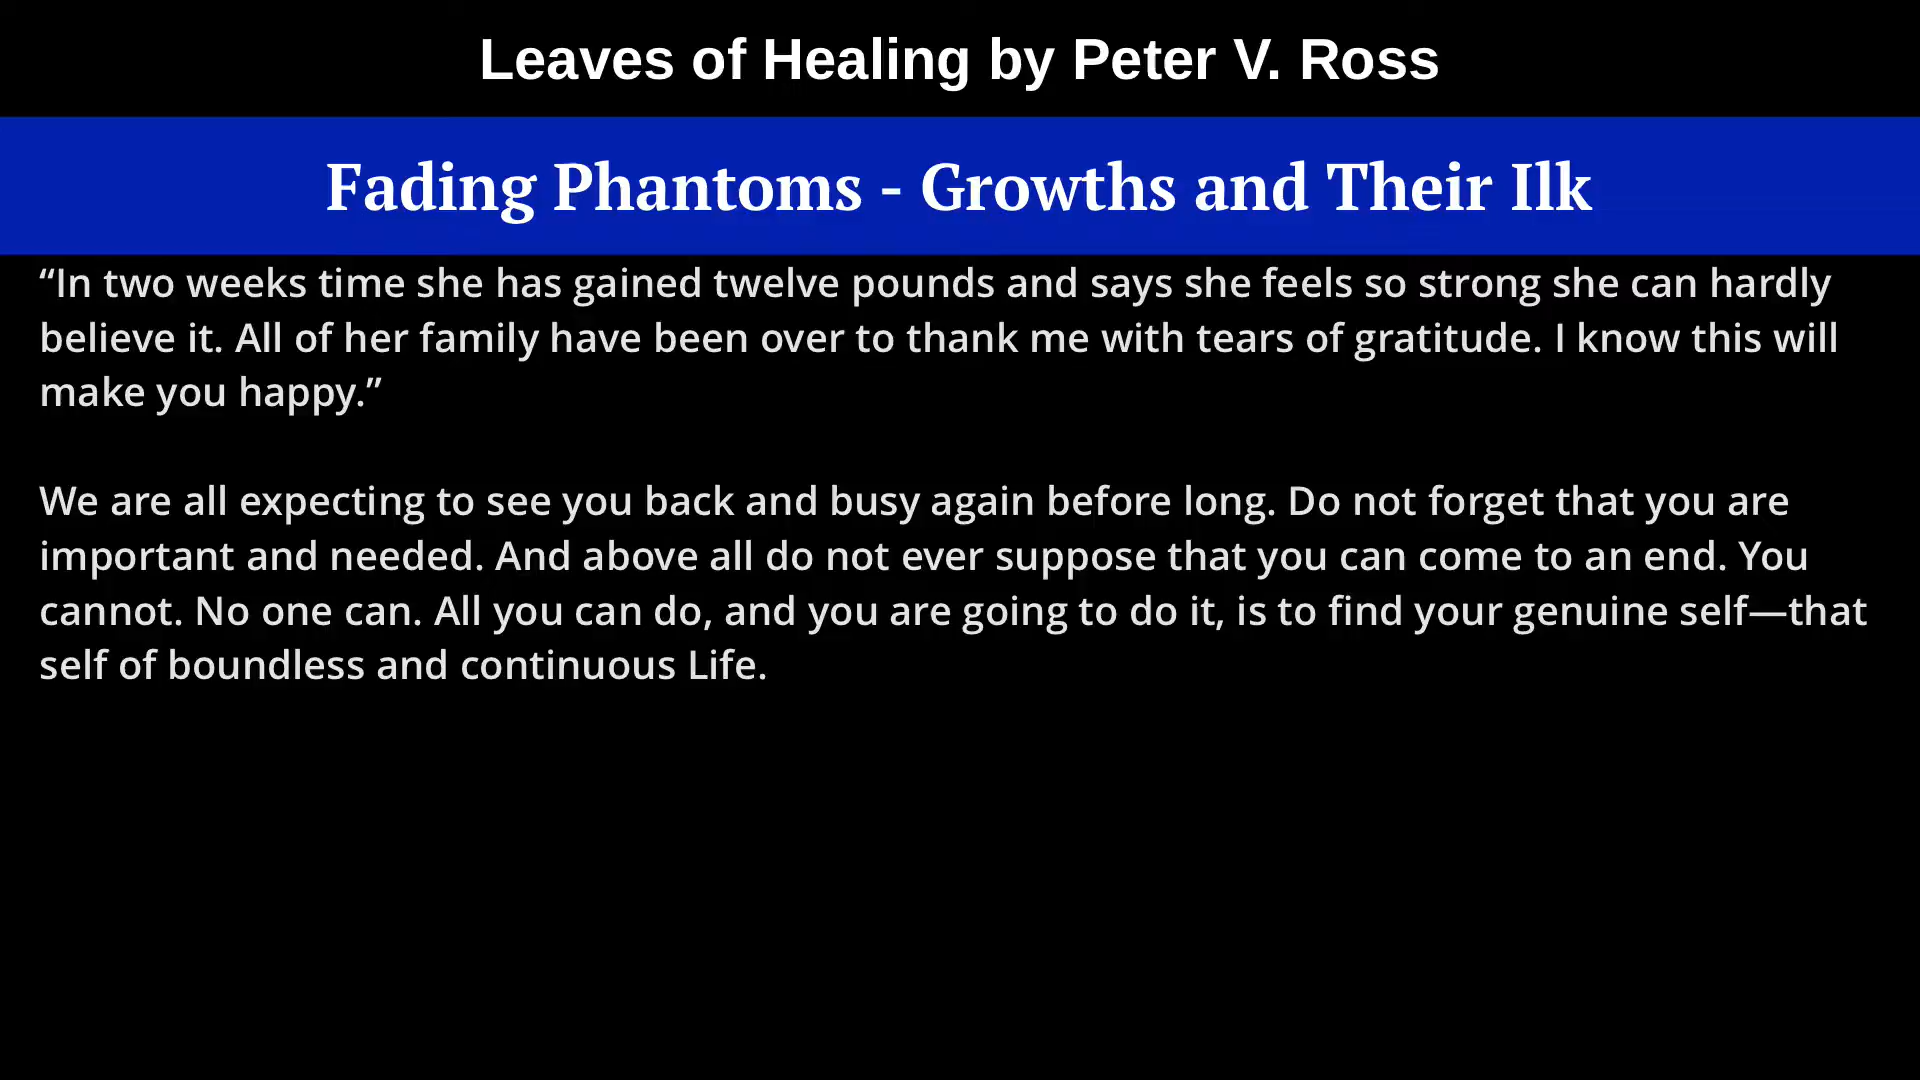 Leaves of Healing by Peter V. Ross
Fading Phantoms - Growths and Their Ilk
“In two weeks time she has gained twelve pounds and says she feels so strong she can hardly
believe it. All of her family have been over to thank me with tears of gratitude. I know this will
make you happy.”
We are all expecting to see you back and busy again before long. Do not forget that you are
important and needed. And above all do not ever suppose that you can come to an end. You
cannot. No one can. All you can do, and you are going to do it, is to find your genuine self—that
self of boundless and continuous Life.